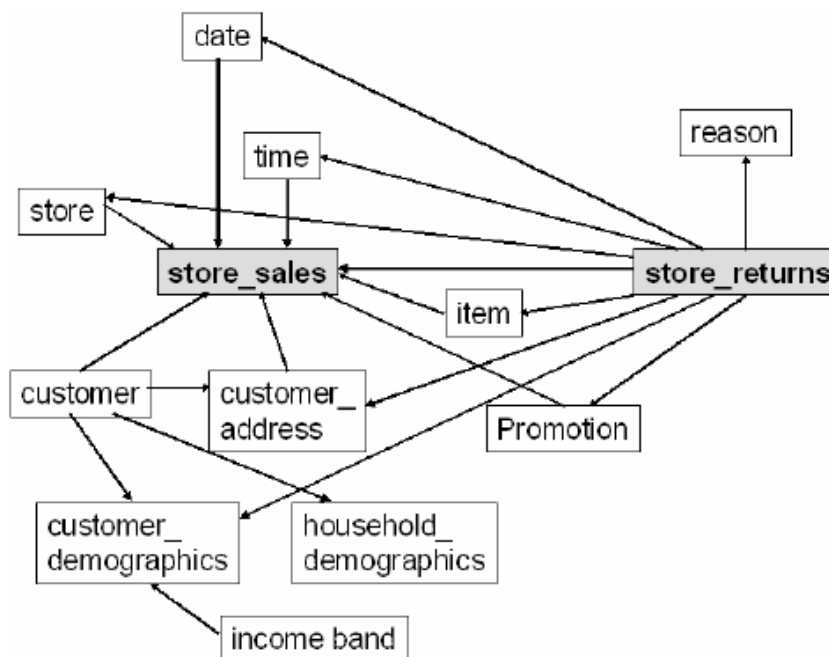 date
reason
time
store
store_sales
store_returns
item
customer
customer_
address
Promotion
customer_
demographics
household_
demographics
income band